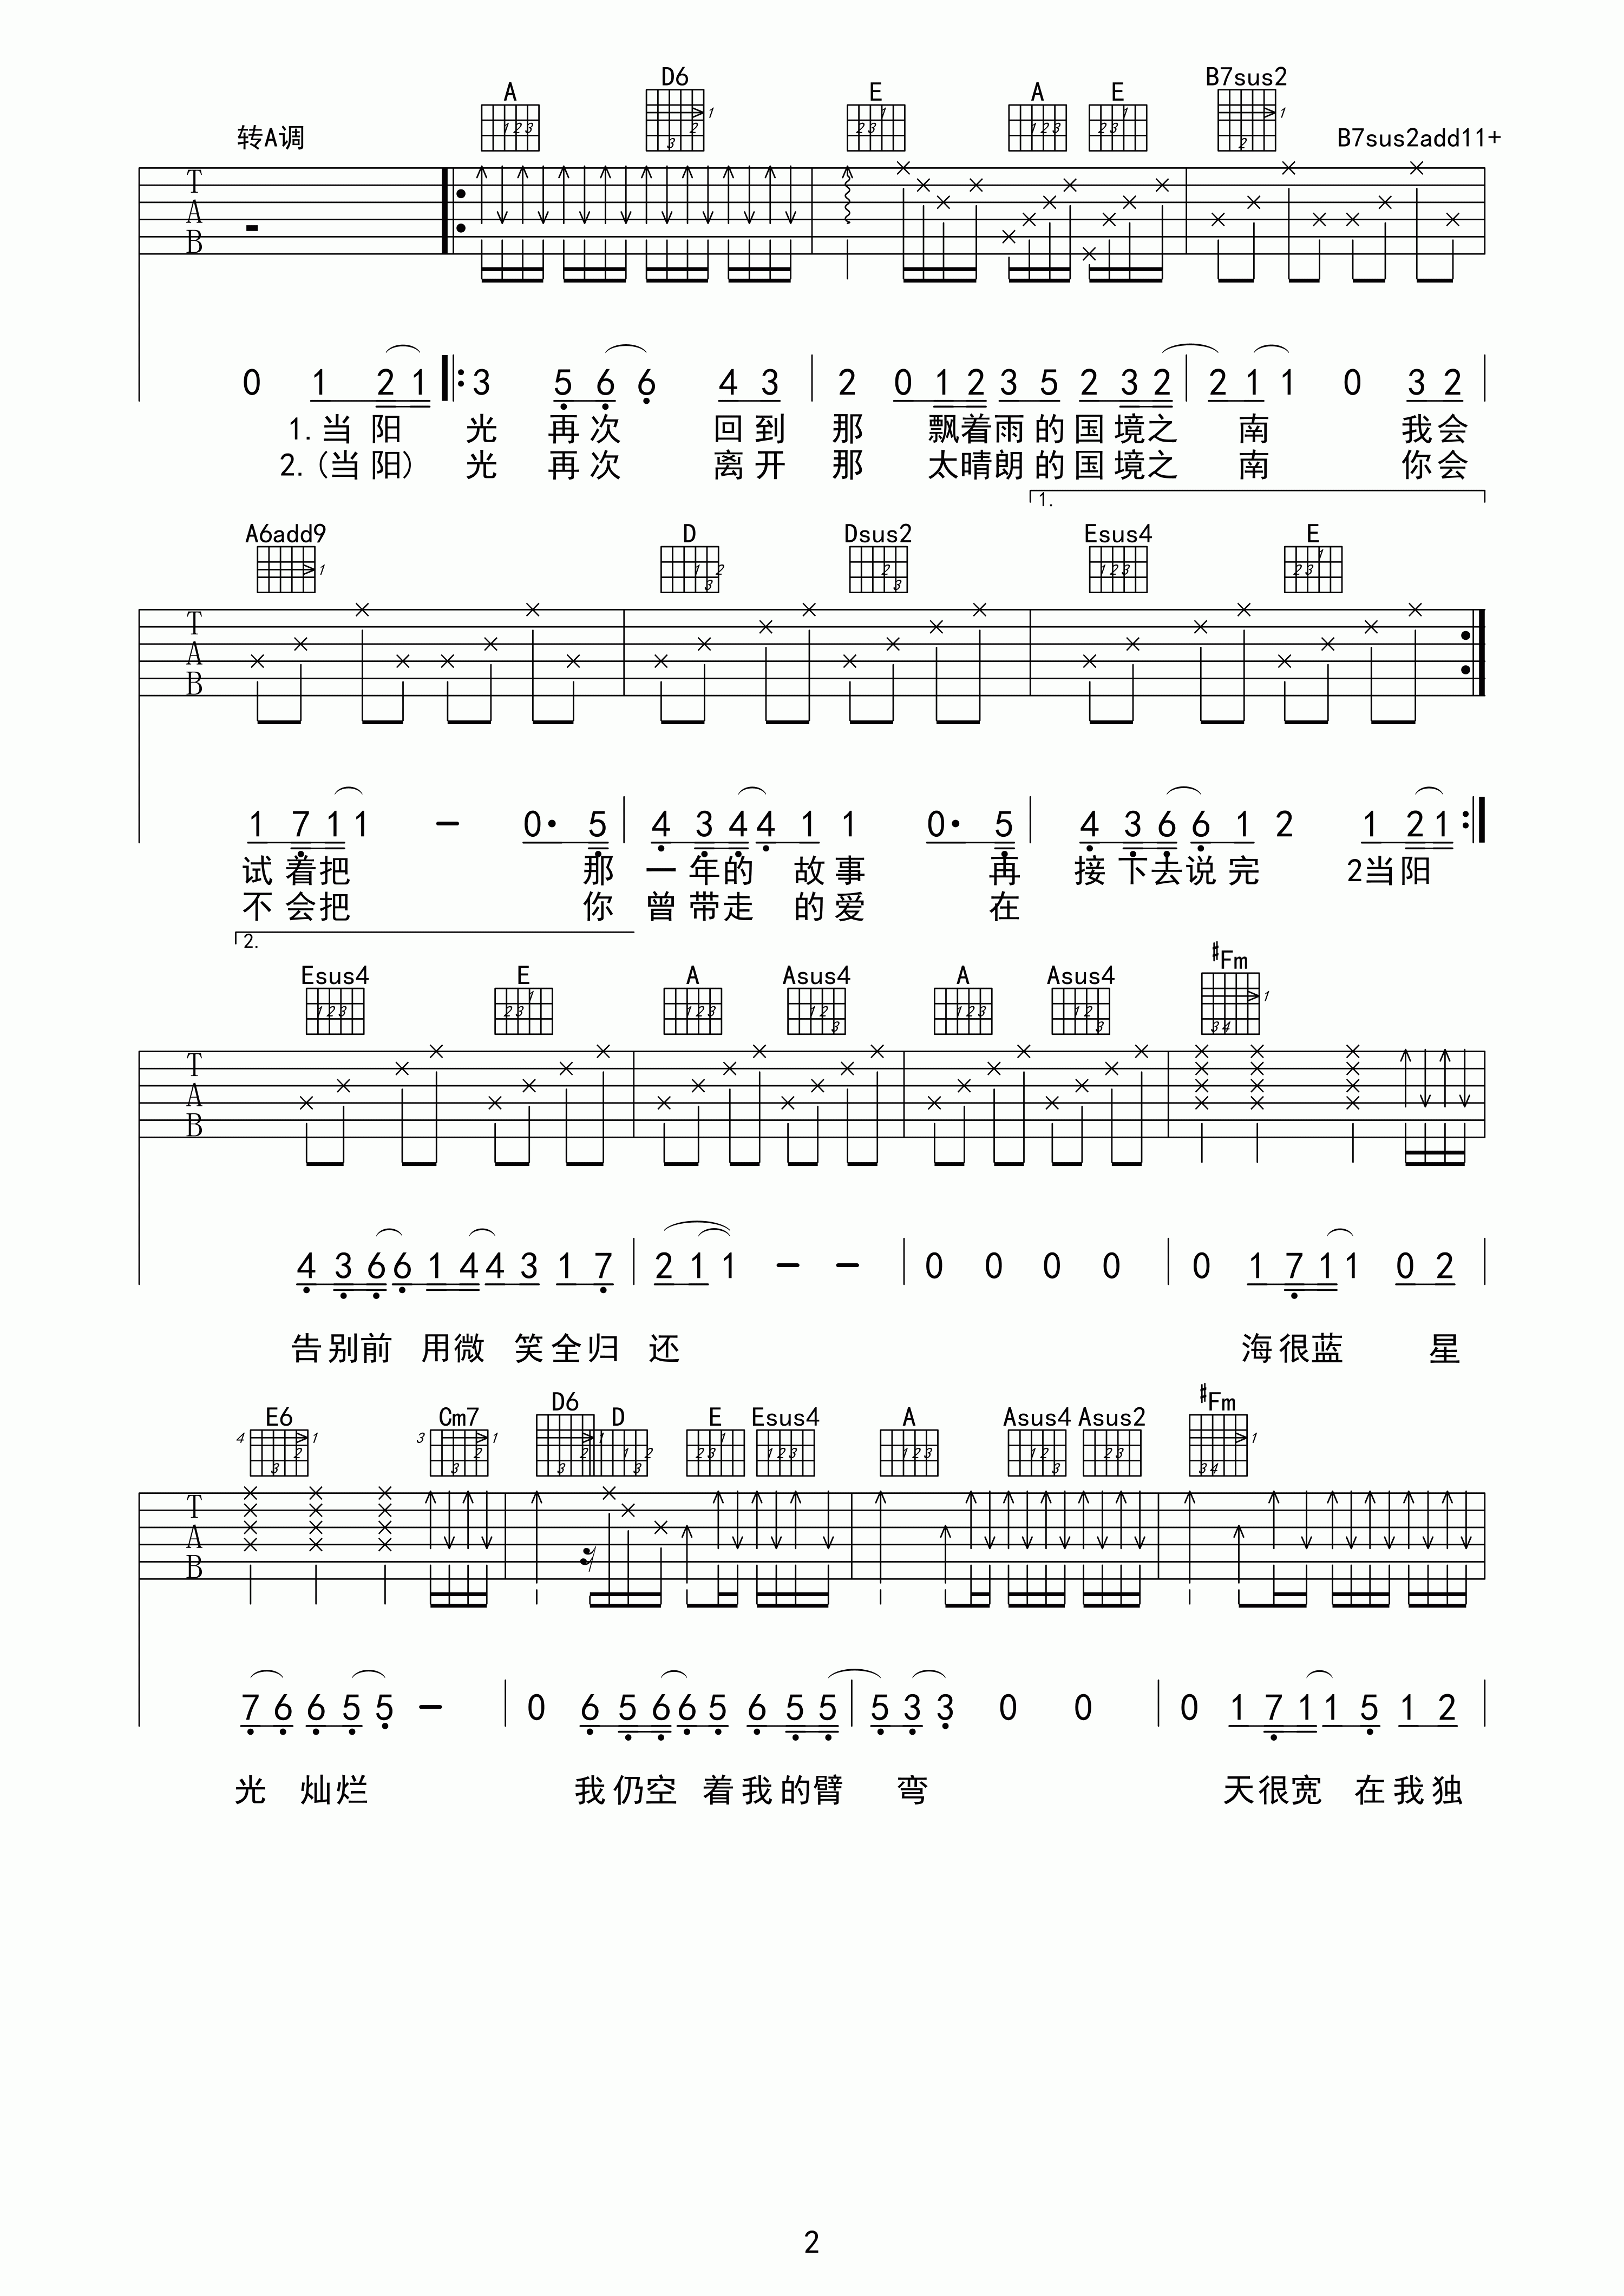 转A调 A D6 E A E B7sus2 B7sus2add11+
T
A
B
0 1 2 1 3 5 6 6 4 3 2 0 1 2 3 5 2 3 2 2 1 1 0 3 2
1.当阳 光 再次 回到 那 飘着雨的国境之 南 我会
2.(当阳) 光 再次 离开 那 太晴朗的国境之 南 你会
1.
A6add9 D Dsus2 Esus4 E
T
A
B
1 7 1 1 - 0· 5 4 3 4 4 1 1 0· 5 4 3 6 6 1 2 1 2 1
试着把 那 一年的 故事 再 接下去说完 2当阳
不会把 你 曾带走 的爱 在
2.
Esus4 E A Asus4 A Asus4 #Fm
T
A
B
4 3 6 6 1 4 4 3 1 7 2 1 1 - - 0 0 0 0 0 1 7 1 1 0 2
告别前 用微 笑全归 还 海很蓝 星
E6 Cm7 D6 D E Esus4 A Asus4 Asus2 #Fm
T
A
B
7 6 6 5 5 - 0 6 5 6 6 5 6 5 5 5 3 3 0 0 0 1 7 1 1 5 1 2
光 灿烂 我仍空 着我的臂 弯 天很宽 在我独
2